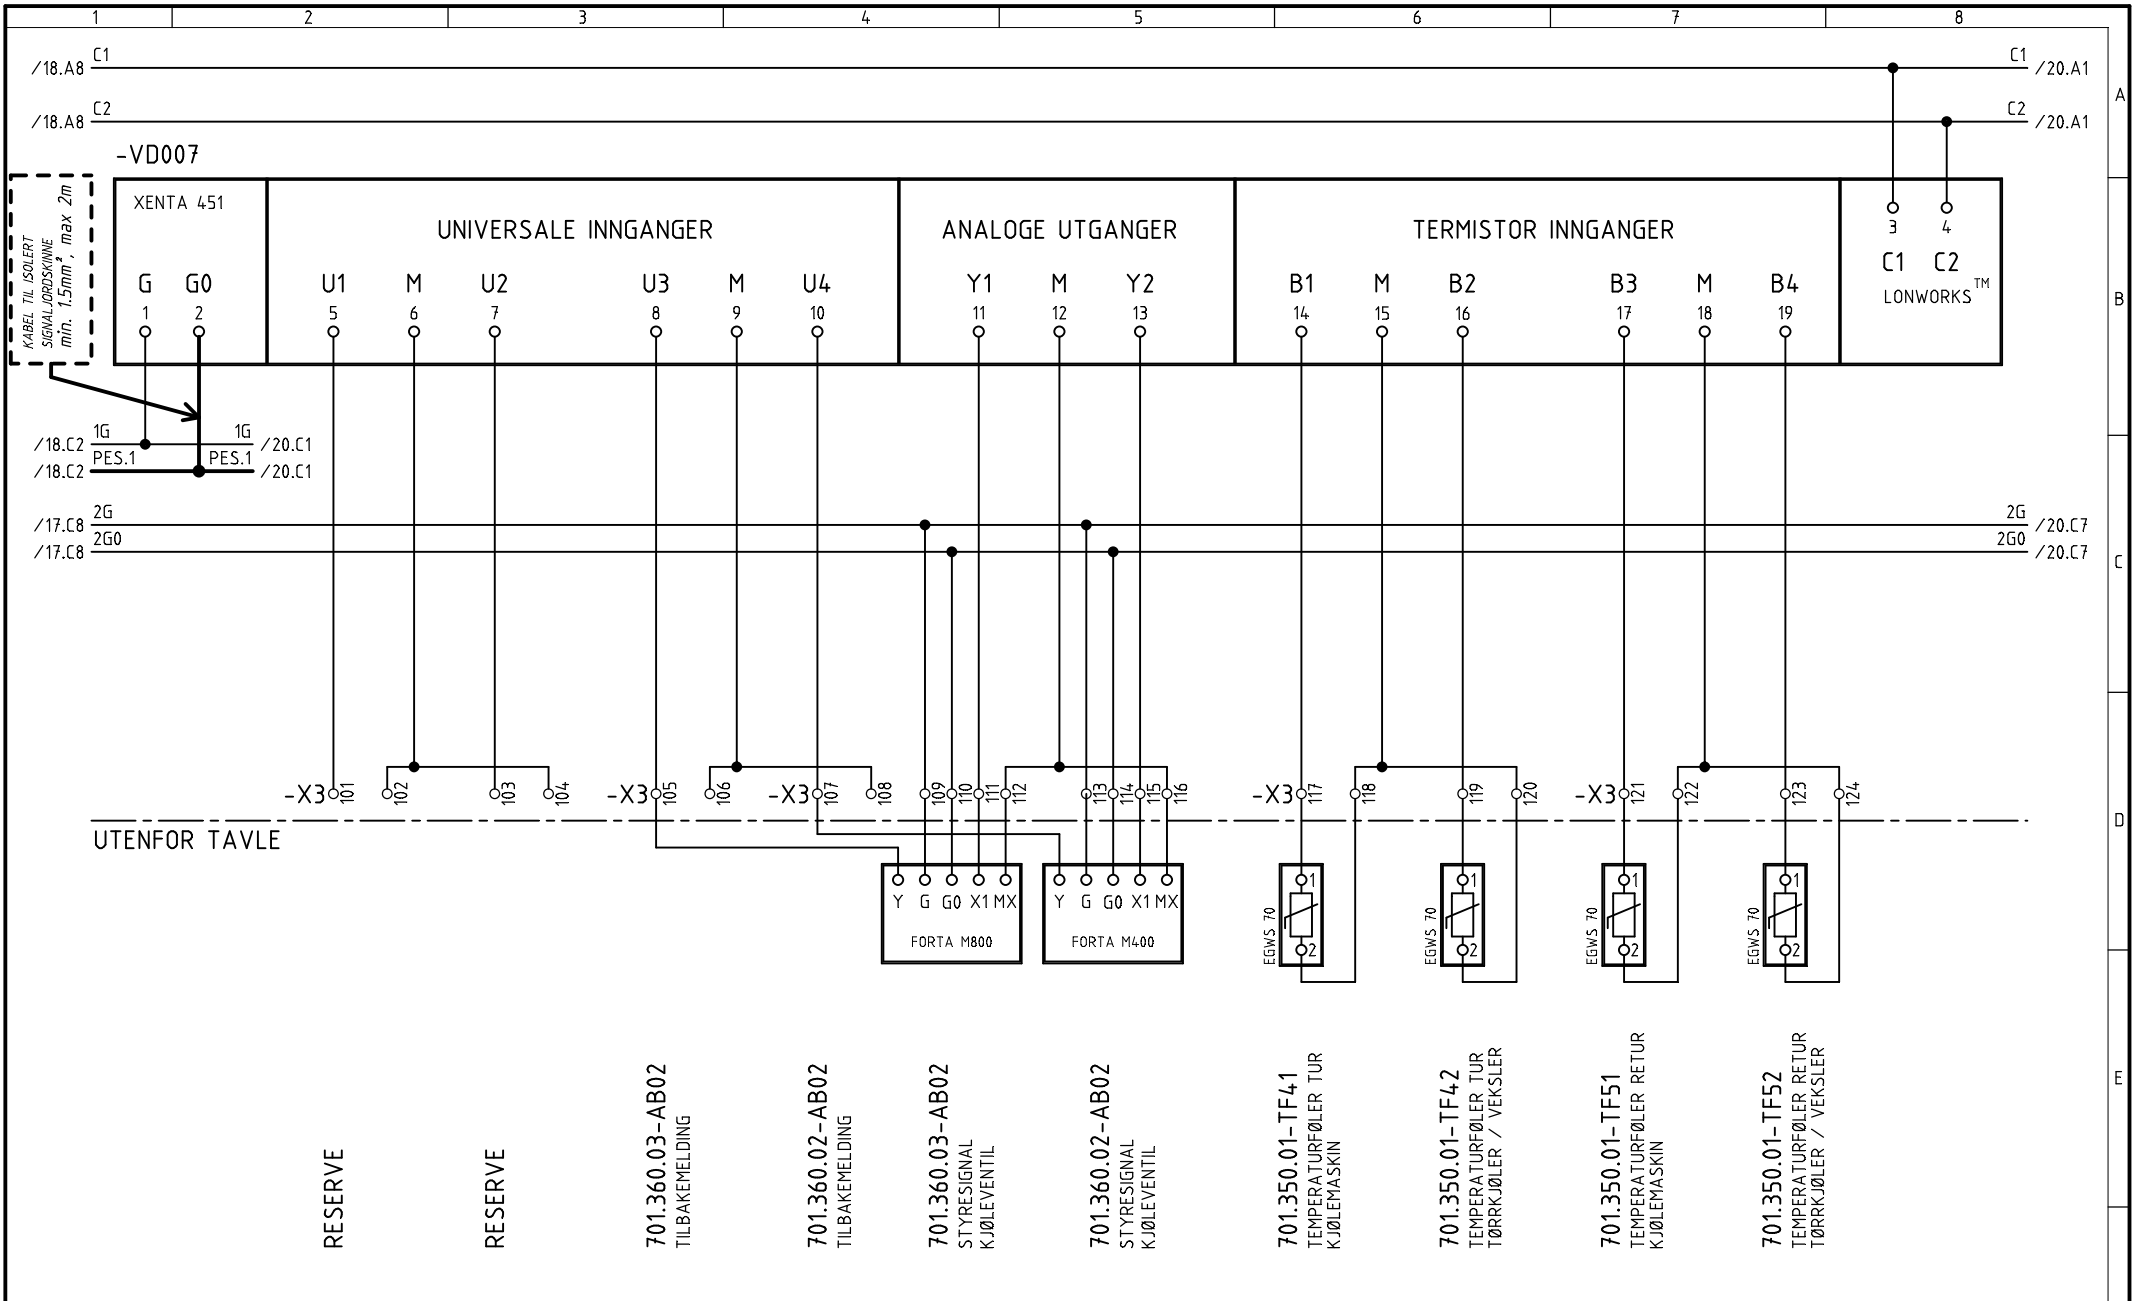 1 2 3 4 5 6 7 8
C1 C1
/18.A8 /20.A1
C2 C2
/18.A8 /20.A1
A
-VD007
KABEL TIL ISOLERT
SIGNALJORDSKINNE
min. 1.5mm², max 2m
XENTA 451
UNIVERSALE INNGANGER
ANALOGE UTGANGER
TERMISTOR INNGANGER
3 4
C1 C2
LONWORKS™
G G0 U1 M U2 U3 M U4 Y1 M Y2 B1 M B2 B3 M B4
1 2 5 6 7 8 9 10 11 12 13 14 15 16 17 18 19
B
1G 1G
/18.C2 /20.C1
PES.1 PES.1
/18.C2 /20.C1
2G 2G
/17.C8 /20.C7
2G0 2G0
/17.C8 /20.C7
C
-X3 101 102 103 104 -X3 105 106 -X3 107 108 109 110 111 112 113 114 115 116 -X3 117 118 119 120 -X3 121 122 123 124
D
UTENFOR TAVLE
Y G G0 X1 MX
FORTA M800
Y G G0 X1 MX
FORTA M400
EGWS 70
1
2
EGWS 70
1
2
EGWS 70
1
2
EGWS 70
1
2
E
RESERVE
RESERVE
701.360.03-AB02
TILBAKEMELDING
701.360.02-AB02
TILBAKEMELDING
701.360.03-AB02
STYRESIGNAL
KJØLEVENTIL
701.360.02-AB02
STYRESIGNAL
KJØLEVENTIL
701.350.01-TF41
TEMPERATURFØLER TUR
KJØLEMASKIN
701.350.01-TF42
TEMPERATURFØLER TUR
TØRRKJØLER / VEKSLER
701.350.01-TF51
TEMPERATURFØLER RETUR
KJØLEMASKIN
701.350.01-TF52
TEMPERATURFØLER RETUR
TØRRKJØLER / VEKSLER